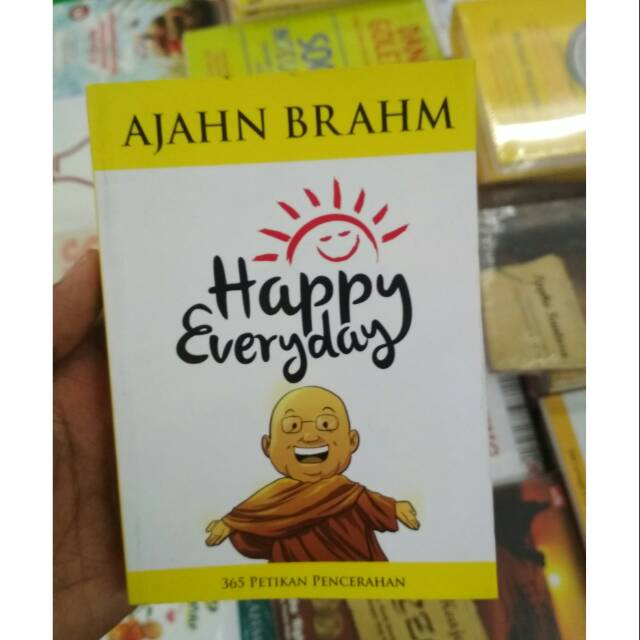 AJAHN BRAHM
Happy
Everyday
365 PETIKAN PENCERAHAN